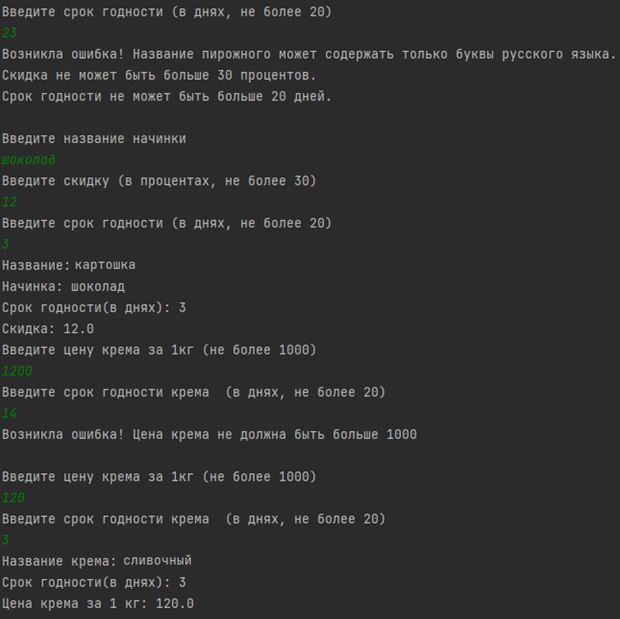 Введите срок годности (в днях, не более 20)
23
Возникла ошибка! Название пирожного может содержать только буквы русского языка.
Скидка не может быть больше 30 процентов.
Срок годности не может быть больше 20 дней.
Введите название начинки
шоколад
Введите скидку (в процентах, не более 30)
12
Введите срок годности (в днях, не более 20)
3
Название: картошка
Начинка: шоколад
Срок годности(в днях): 3
Скидка: 12.0
Введите цену крема за 1кг (не более 1000)
1200
Введите срок годности крема  (в днях, не более 20)
14
Возникла ошибка! Цена крема не должна быть больше 1000
Введите цену крема за 1кг (не более 1000)
120
Введите срок годности крема  (в днях, не более 20)
3
Название крема: сливочный
Срок годности(в днях): 3
Цена крема за 1 кг: 120.0